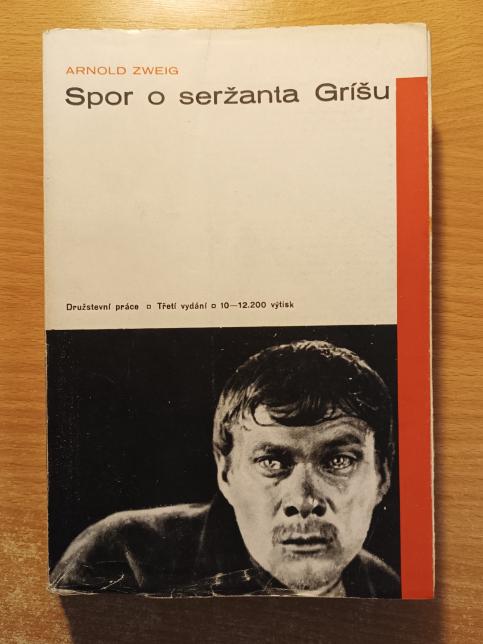 ARNOLD ZWEIG
Spor o seržanta Gríšu
Družstevní práce ▫ Třetí vydání ▫ 10—12.200 výtisk